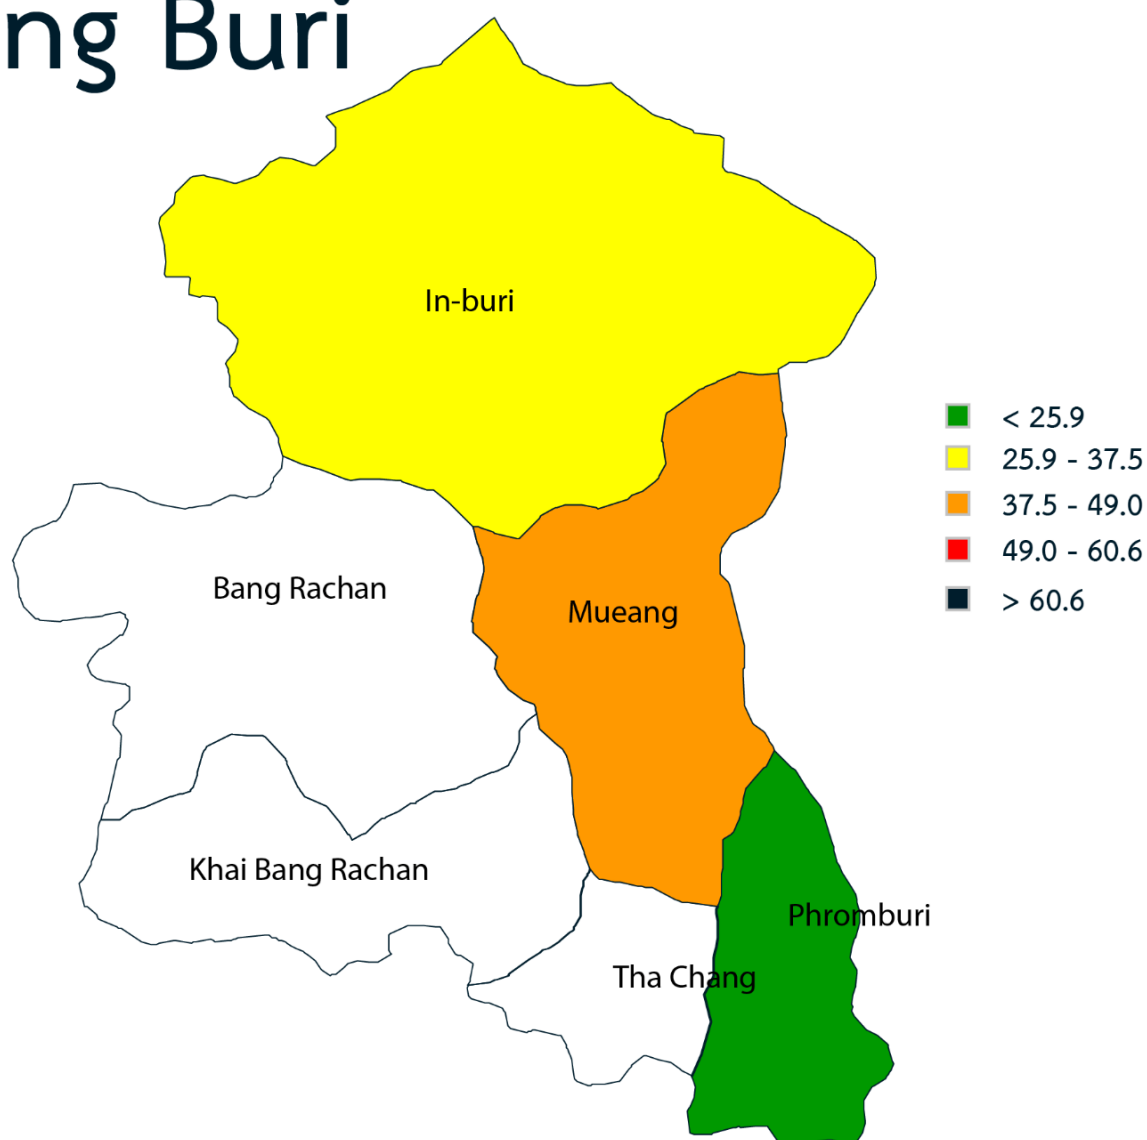 ng Buri
In-buri
< 25.9
25.9 - 37.5
37.5 - 49.0
49.0 - 60.6
> 60.6
Bang Rachan
Mueang
Khai Bang Rachan
Phromburi
Tha Chang